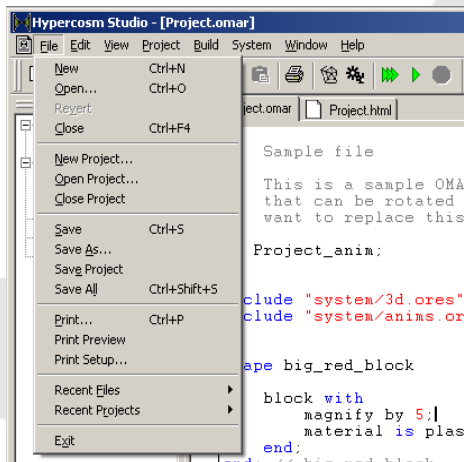 Hypercosm Studio - [Project.omar]
File Edit View Project Build System Window Help
New Ctrl+N
Open... Ctrl+O
Revert
Close Ctrl+F4
New Project...
Open Project...
Close Project
Save Ctrl+S
Save As...
Save Project
Save All Ctrl+Shift+S
Print... Ctrl+P
Print Preview
Print Setup...
Recent Files
Recent Projects
Exit
ject.omar Project.html
Sample file
This is a sample OMA
that can be rotated
want to replace this
Project_anim;
clude "system/3d.ores"
clude "system/anims.or
ape big_red_block
block with
magnify by 5;
material is plas
end;